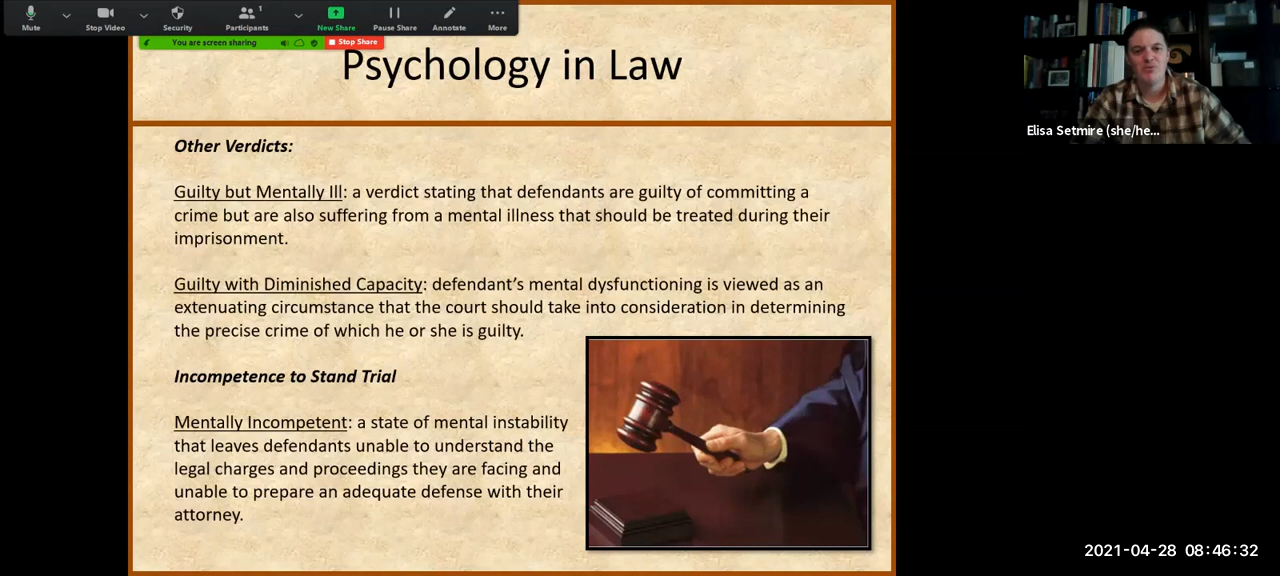 Mute
Stop Video
Security
Participants
1
New Share
Pause Share
Annotate
More
You are screen sharing
Stop Share
Psychology in Law
Other Verdicts:
Guilty but Mentally Ill: a verdict stating that defendants are guilty of committing a
crime but are also suffering from a mental illness that should be treated during their
imprisonment.
Guilty with Diminished Capacity: defendant's mental dysfunctioning is viewed as an
extenuating circumstance that the court should take into consideration in determining
the precise crime of which he or she is guilty.
Incompetence to Stand Trial
Mentally Incompetent: a state of mental instability
that leaves defendants unable to understand the
legal charges and proceedings they are facing and
unable to prepare an adequate defense with their
attorney.
Elisa Setmire (she/he...
2021-04-28 08:46:32